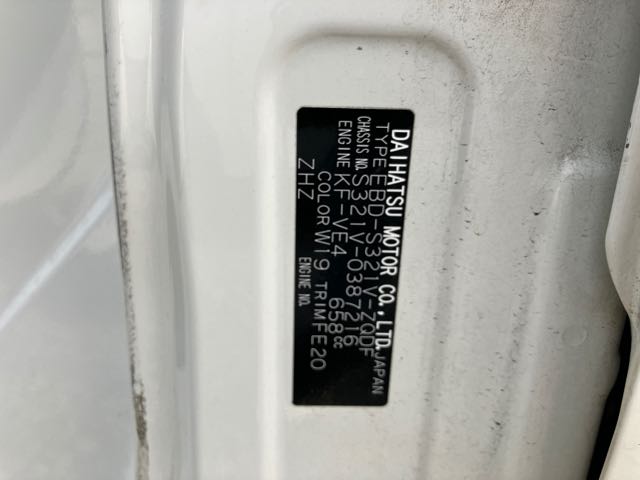 DAIHATSU MOTOR CO., LTD. JAPAN
TYPE EBD-S321V-ZQDF
CHASSIS NO. S321V-0387216
ENGINE KF-VE4 658cc
COLOR W19 TRIM FE20
ZHZ ENGINE NO.